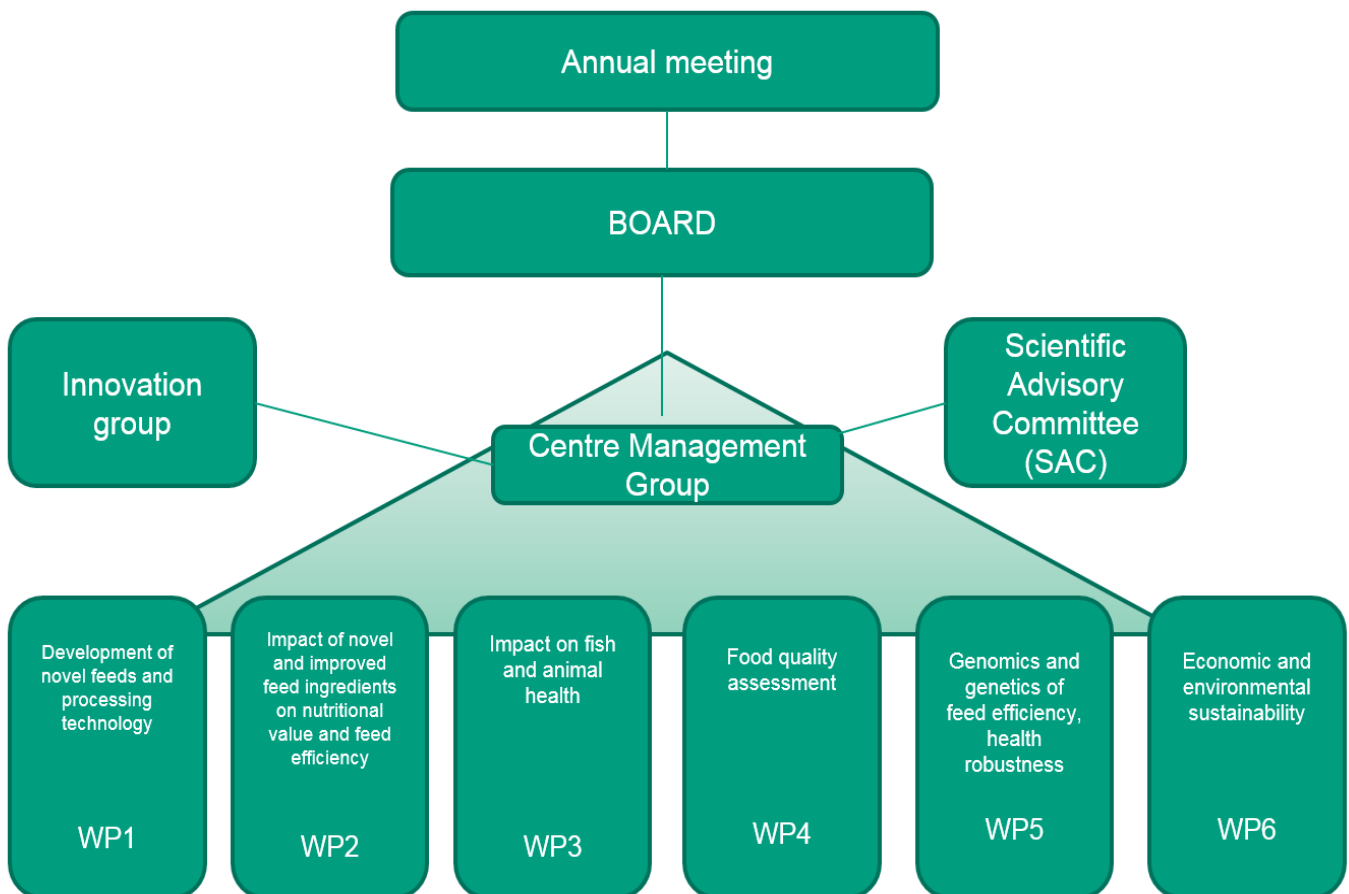 Annual meeting
BOARD
Innovation
group
Scientific
Advisory
Committee
(SAC)
Centre Management
Group
Development of
novel feeds and
processing
technology
WP1
Impact of novel
and improved
feed ingredients
on nutritional
value and feed
efficiency
WP2
Impact on fish
and animal
health
WP3
Food quality
assessment
WP4
Genomics and
genetics of
feed efficiency,
health
robustness
WP5
Economic and
environmental
sustainability
WP6